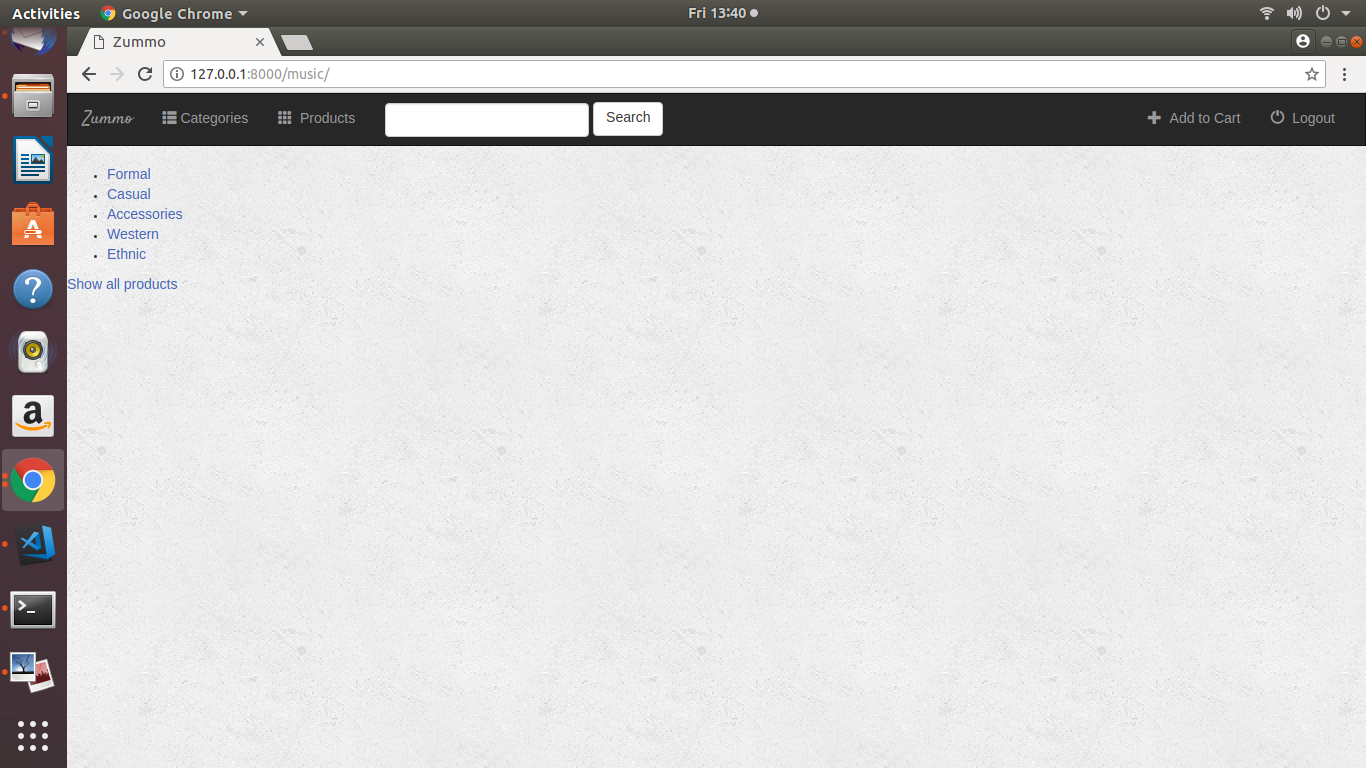 Activities Google Chrome Fri 13:40
Zummo
127.0.0.1:8000/music/
Zummo Categories Products Search Add to Cart Logout
Formal
Casual
Accessories
Western
Ethnic
Show all products